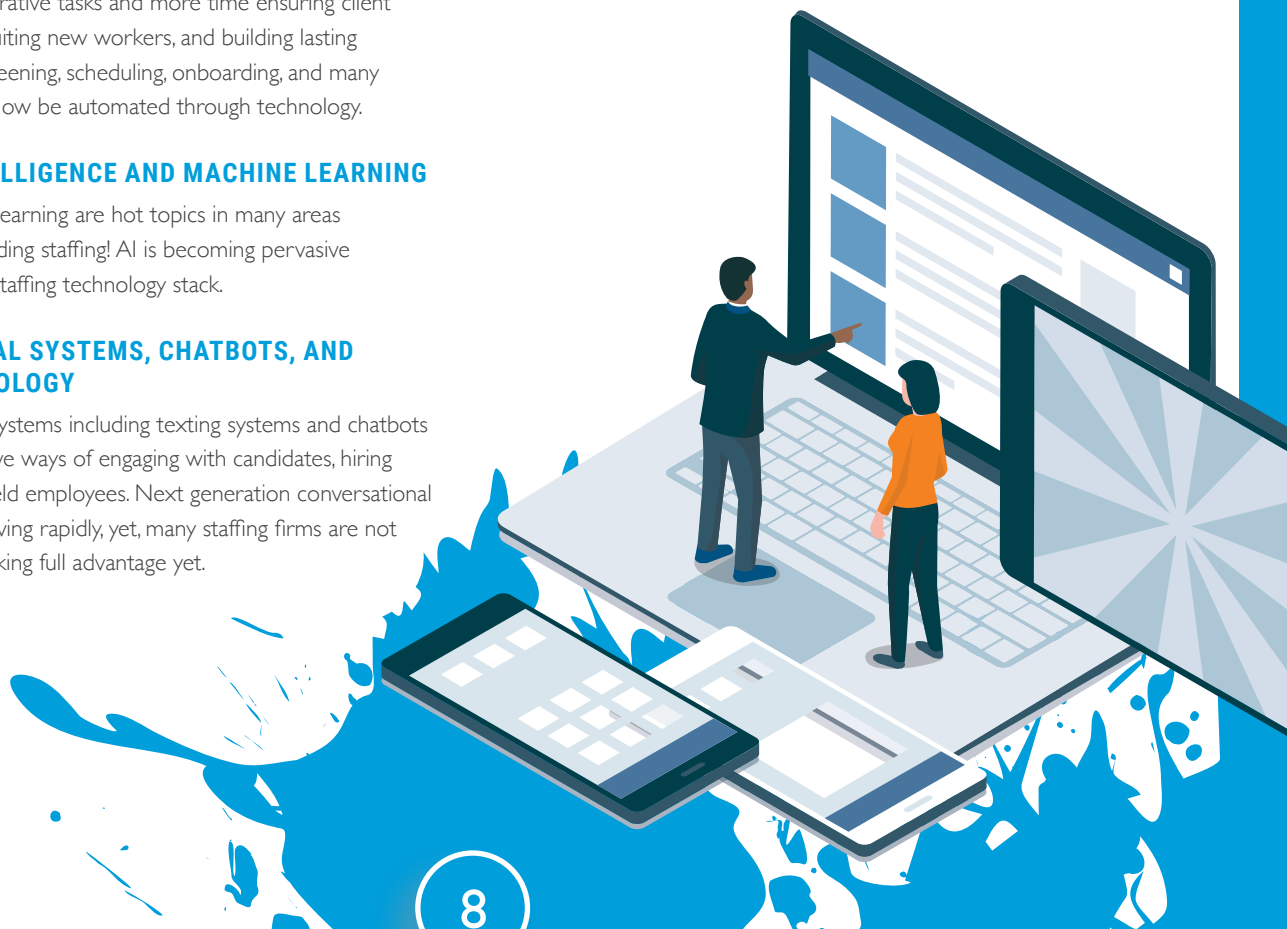 rative tasks and more time ensuring client
uiting new workers, and building lasting
eening, scheduling, onboarding, and many
ow be automated through technology.
LLIGENCE AND MACHINE LEARNING
earning are hot topics in many areas
ding staffing! AI is becoming pervasive
taffing technology stack.
AL SYSTEMS, CHATBOTS, AND
OLOGY
ystems including texting systems and chatbots
ve ways of engaging with candidates, hiring
eld employees. Next generation conversational
ving rapidly, yet, many staffing firms are not
king full advantage yet.
8